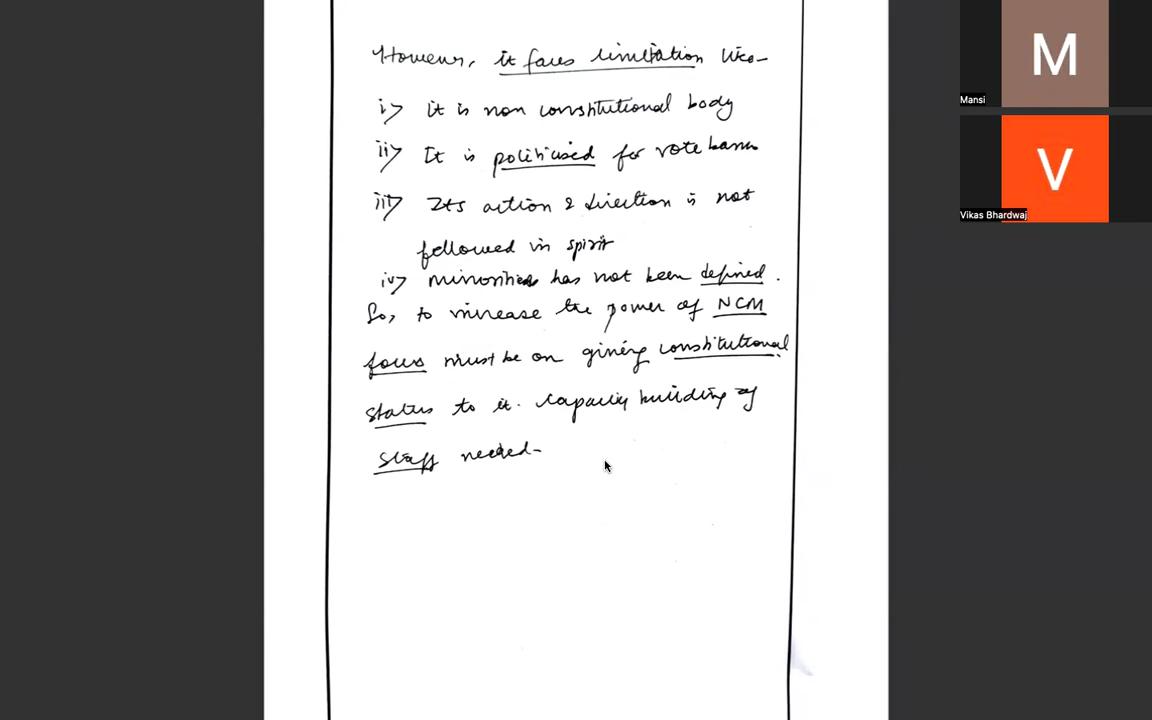 However, it faces limitation like-
i> it is non constitutional body
ii> It is politicised for vote bank
iii> Its action & direction is not
followed in spirit
iv> minorities has not been defined.
So, to increase the power of NCM
focus must be on giving constitutional
status to it. Capacity building of
staff needed-
M
Mansi
V
Vikas Bhardwaj